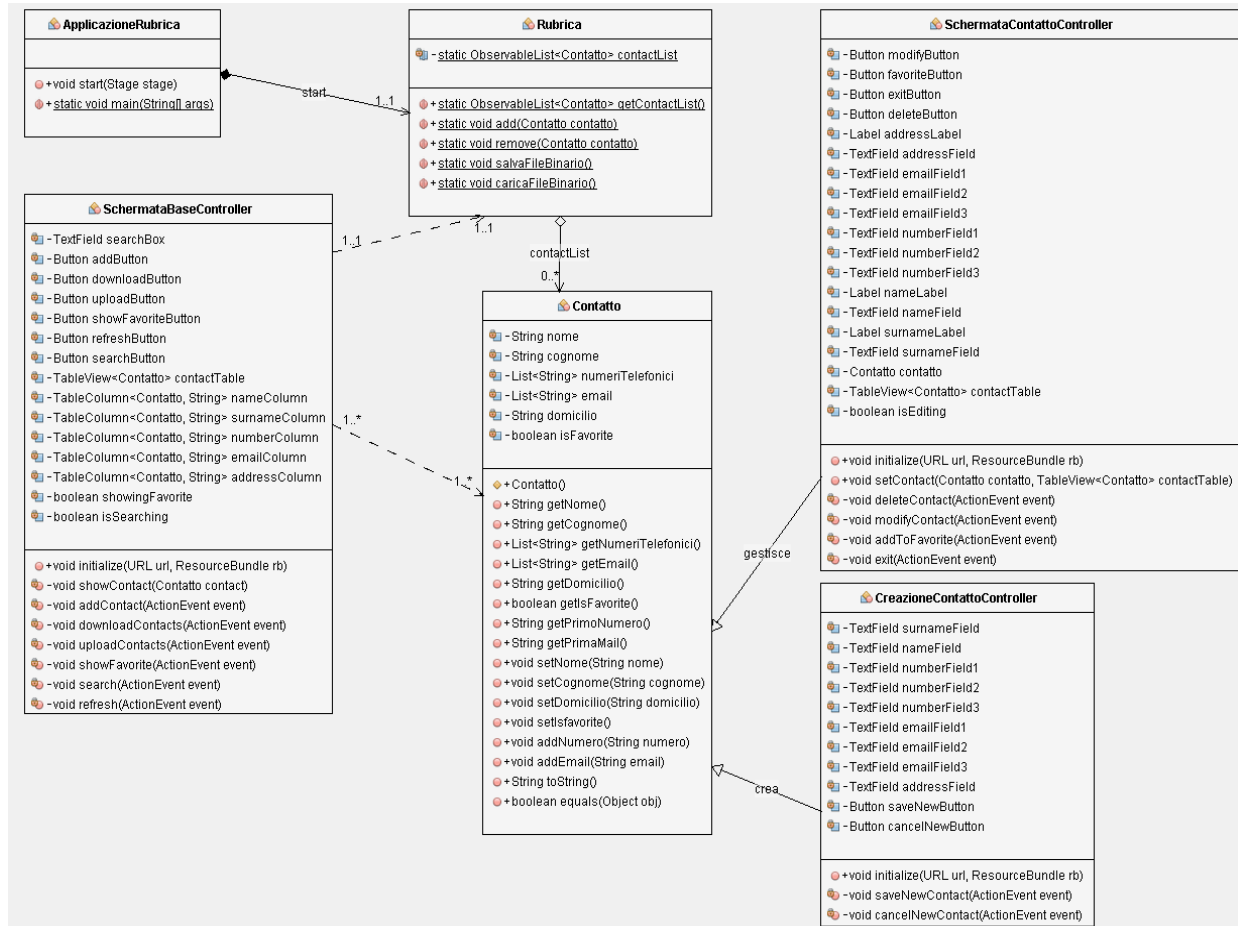 ApplicazioneRubrica
+void start(Stage stage)
+static void main(String[] args)
start
1..1
Rubrica
-static ObservableList<Contatto> contactList
+static ObservableList<Contatto> getContactList()
+static void add(Contatto contatto)
+static void remove(Contatto contatto)
+static void salvaFileBinario()
+static void caricaFileBinario()
SchermataBaseController
-TextField searchBox
-Button addButton
-Button downloadButton
-Button uploadButton
-Button showFavoriteButton
-Button refreshButton
-Button searchButton
-TableView<Contatto> contactTable
-TableColumn<Contatto, String> nameColumn
-TableColumn<Contatto, String> surnameColumn
-TableColumn<Contatto, String> numberColumn
-TableColumn<Contatto, String> emailColumn
-TableColumn<Contatto, String> addressColumn
-boolean showingFavorite
-boolean isSearching
+void initialize(URL url, ResourceBundle rb)
-void showContact(Contatto contact)
-void addContact(ActionEvent event)
-void downloadContacts(ActionEvent event)
-void uploadContacts(ActionEvent event)
-void showFavorite(ActionEvent event)
-void search(ActionEvent event)
-void refresh(ActionEvent event)
1..1
1..1
1..*
1..*
contactList
0..*
Contatto
-String nome
-String cognome
-List<String> numeriTelefonici
-List<String> email
-String domicilio
-boolean isFavorite
+Contatto()
+String getNome()
+String getCognome()
+List<String> getNumeriTelefonici()
+List<String> getEmail()
+String getDomicilio()
+boolean getIsFavorite()
+String getPrimoNumero()
+String getPrimaMail()
+void setNome(String nome)
+void setCognome(String cognome)
+void setDomicilio(String domicilio)
+void setIsfavorite()
+void addNumero(String numero)
+void addEmail(String email)
+String toString()
+boolean equals(Object obj)
gestisce
crea
SchermataContattoController
-Button modifyButton
-Button favoriteButton
-Button exitButton
-Button deleteButton
-Label addressLabel
-TextField addressField
-TextField emailField1
-TextField emailField2
-TextField emailField3
-TextField numberField1
-TextField numberField2
-TextField numberField3
-Label nameLabel
-TextField nameField
-Label surnameLabel
-TextField surnameField
-Contatto contatto
-TableView<Contatto> contactTable
-boolean isEditing
+void initialize(URL url, ResourceBundle rb)
+void setContact(Contatto contatto, TableView<Contatto> contactTable)
-void deleteContact(ActionEvent event)
-void modifyContact(ActionEvent event)
-void addToFavorite(ActionEvent event)
-void exit(ActionEvent event)
CreazioneContattoController
-TextField surnameField
-TextField nameField
-TextField numberField1
-TextField numberField2
-TextField numberField3
-TextField emailField1
-TextField emailField2
-TextField emailField3
-TextField addressField
-Button saveNewButton
-Button cancelNewButton
+void initialize(URL url, ResourceBundle rb)
-void saveNewContact(ActionEvent event)
-void cancelNewContact(ActionEvent event)